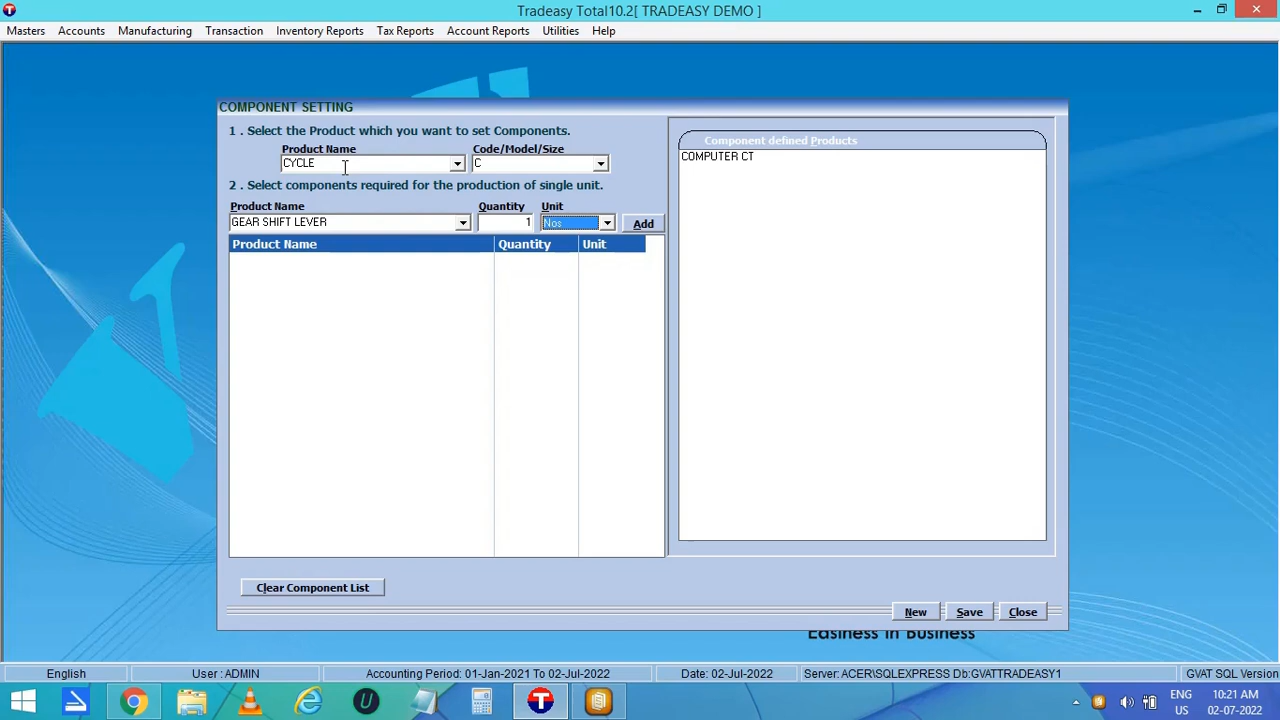 Tradeasy Total10.2[ TRADEASY DEMO ]
Masters Accounts Manufacturing Transaction Inventory Reports Tax Reports Account Reports Utilities Help
COMPONENT SETTING
1 . Select the Product which you want to set Components.
Product Name Code/Model/Size
CYCLE C
2 . Select components required for the production of single unit.
Product Name Quantity Unit
GEAR SHIFT LEVER 1 Nos Add
Product Name Quantity Unit
Component defined Products
COMPUTER CT
Clear Component List
New Save Close
Easiness in Business
English User : ADMIN Accounting Period: 01-Jan-2021 To 02-Jul-2022 Date: 02-Jul-2022 Server: ACER\SQLEXPRESS Db:GVATTRADEASY1 GVAT SQL Version
ENG 10:21 AM
US 02-07-2022